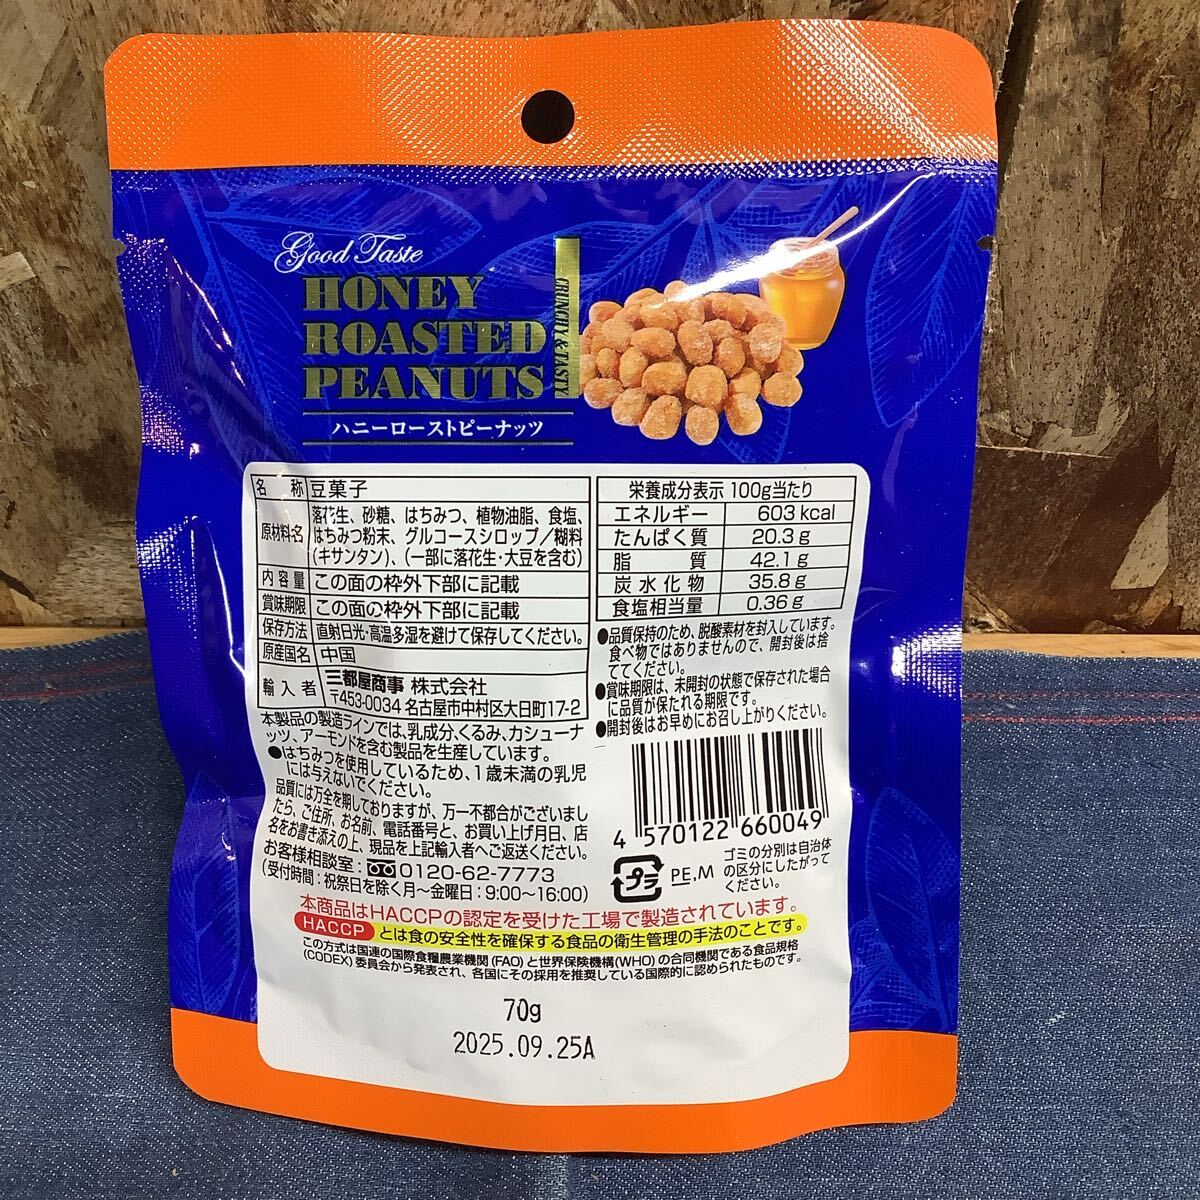 Good Taste
HONEY
ROASTED
PEANUTS
CRUNCHY & TASTY
ハニーローストピーナッツ
名称 豆菓子
原材料名 落花生、砂糖、はちみつ、植物油脂、食塩、
はちみつ粉末、グルコースシロップ／糊料
(キサンタン)、(一部に落花生・大豆を含む)
内容量 この面の枠外下部に記載
賞味期限 この面の枠外下部に記載
保存方法 直射日光・高温多湿を避けて保存してください。
原産国名 中国
輸入者 三都屋商事 株式会社
〒453-0034 名古屋市中村区大日町17-2
本製品の製造ラインでは、乳成分、くるみ、カシューナ
ッツ、アーモンドを含む製品を生産しています。
●はちみつを使用しているため、1歳未満の乳児
には与えないでください。
品質には万全を期しておりますが、万一不都合がございまし
たら、ご住所、お名前、電話番号と、お買い上げ月日、店
名をお書き添えの上、現品を上記輸入者へご返送ください。
お客様相談室：0120-62-7773
(受付時間：祝祭日を除く月～金曜日：9:00～16:00)
栄養成分表示 100g当たり
エネルギー 603 kcal
たんぱく質 20.3 g
脂質 42.1 g
炭水化物 35.8 g
食塩相当量 0.36 g
●品質保持のため、脱酸素材を封入しています。
食べ物ではありませんので、開封後は捨
ててください。
●賞味期限は、未開封の状態で保存された場合
に品質が保たれる期限です。
●開封後はお早めにお召し上がりください。
4 570122 660049
プラ PE,M
ゴミの分別は自治体
の区分にしたがって
ください。
本商品はHACCPの認定を受けた工場で製造されています。
HACCP とは食の安全性を確保する食品の衛生管理の手法のことです。
この方式は国連の国際食糧農業機関(FAO)と世界保険機構(WHO)の合同機関である食品規格
(CODEX)委員会から発表され、各国にその採用を推奨している国際的に認められたものです。
70g
2025.09.25A